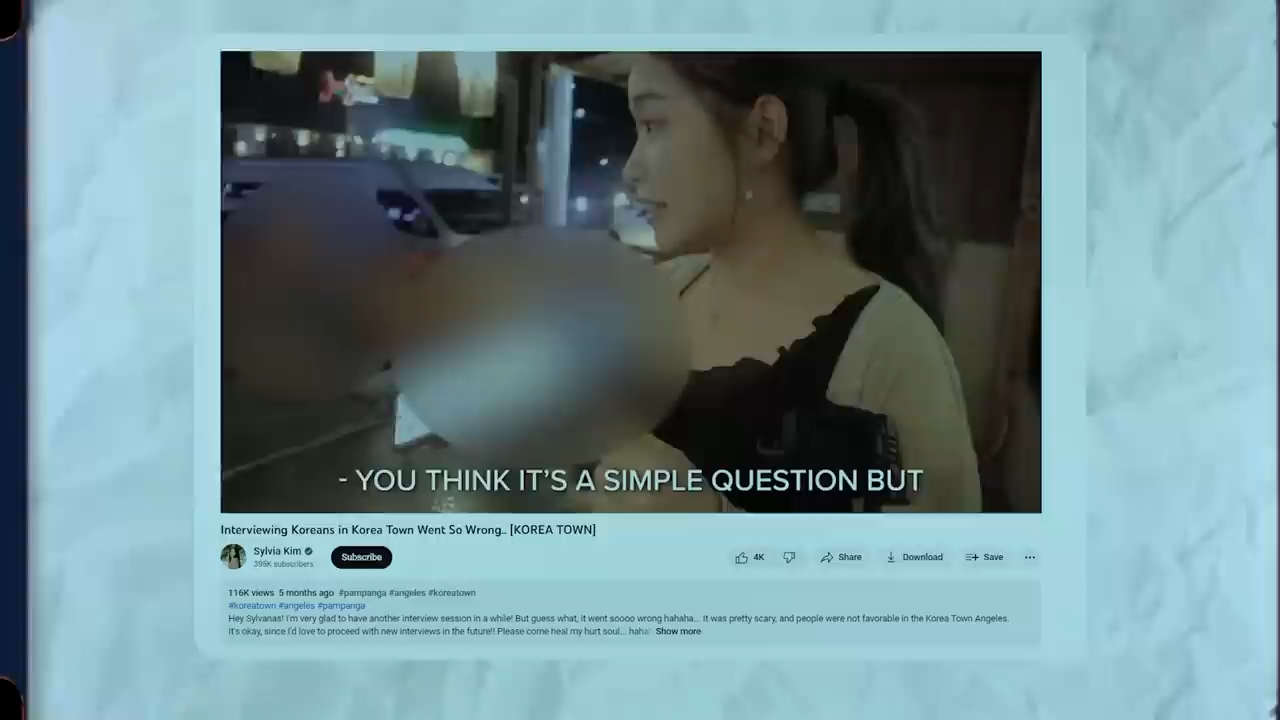 - YOU THINK IT'S A SIMPLE QUESTION BUT
Interviewing Koreans in Korea Town Went So Wrong.. [KOREA TOWN]
Sylvia Kim
395K subscribers
Subscribe
4K
Share
Download
Save
116K views 5 months ago #pampanga #angeles #koreatown
#koreatown #angeles #pampanga
Hey Sylvanas! I'm very glad to have another interview session in a while! But guess what, it went soooo wrong hahaha... It was pretty scary, and people were not favorable in the Korea Town Angeles.
It's okay, since I'd love to proceed with new interviews in the future!! Please come heal my hurt soul... haha! Show more